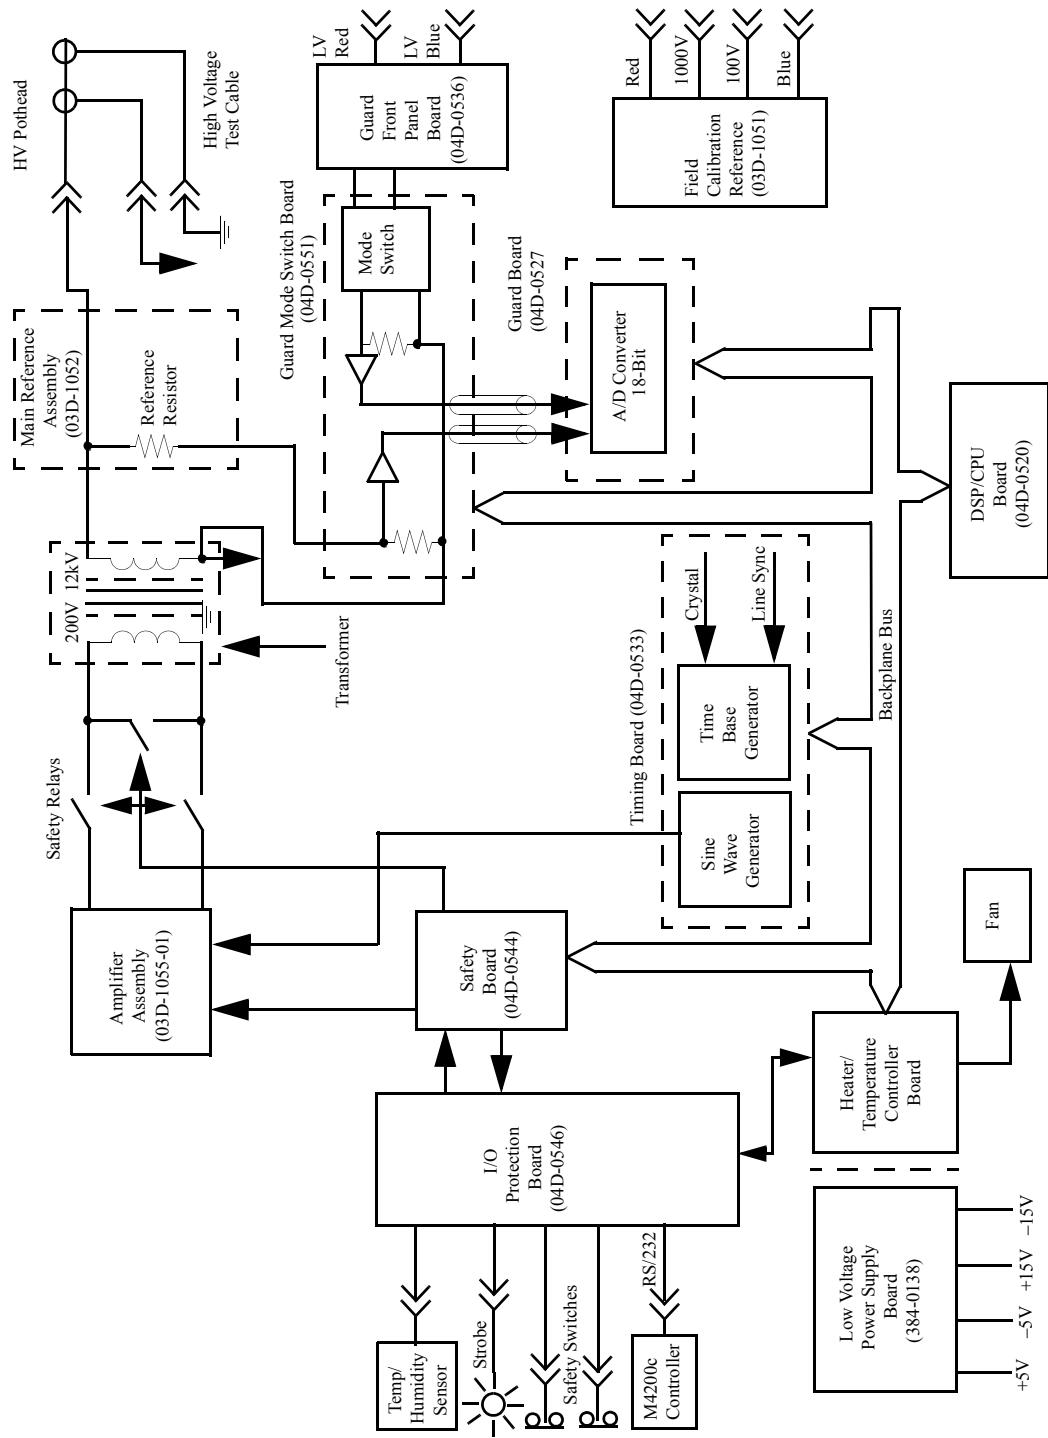 HV Pothead
High Voltage
Test Cable
Main Reference
Assembly
(03D-1052)
Reference
Resistor
200V
12kV
Transformer
Safety Relays
Amplifier
Assembly
(03D-1055-01)
LV
Red
LV
Blue
Guard
Front
Panel
Board
(04D-0536)
Guard Mode Switch Board
(04D-0551)
Mode
Switch
Guard Board
(04D-0527
A/D Converter
18-Bit
Red
1000V
100V
Blue
Field
Calibration
Reference
(03D-1051)
Timing Board (04D-0533)
Crystal
Line Sync
Time
Base
Generator
Sine
Wave
Generator
Safety
Board
(04D-0544)
Backplane Bus
DSP/CPU
Board
(04D-0520)
I/O
Protection
Board
(04D-0546)
Heater/
Temperature
Controller
Board
Fan
Temp/
Humidity
Sensor
Strobe
Safety Switches
RS/232
M4200c
Controller
Low Voltage
Power Supply
Board
(384-0138)
+5V
–5V
+15V
–15V